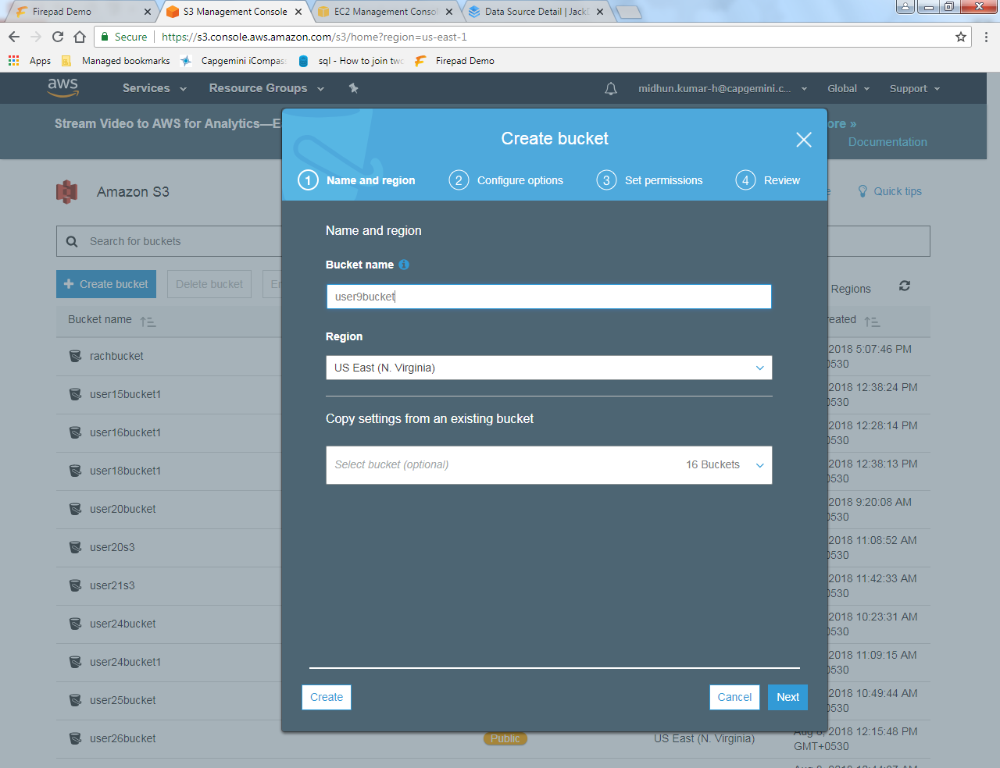 Firepad Demo
S3 Management Console
EC2 Management Consol
Data Source Detail | Jack
Secure
https://s3.console.aws.amazon.com/s3/home?region=us-east-1
Apps
Managed bookmarks
Capgemini iCompass
sql - How to join two
Firepad Demo
aws
Services
Resource Groups
midhun.kumar-h@capgemini.c...
Global
Support
Stream Video to AWS for Analytics—E
ore »
Documentation
Amazon S3
e
Quick tips
Search for buckets
Create bucket
Delete bucket
En
Regions
Bucket name
eated
rachbucket
2018 5:07:46 PM
0530
user15bucket1
2018 12:38:24 PM
0530
user16bucket1
2018 12:28:14 PM
0530
user18bucket1
2018 12:38:13 PM
0530
user20bucket
2018 9:20:08 AM
0530
user20s3
2018 11:08:52 AM
0530
user21s3
2018 11:42:33 AM
0530
user24bucket
2018 10:23:31 AM
0530
user24bucket1
2018 11:09:15 AM
0530
user25bucket
2018 10:49:44 AM
0530
user26bucket
Public
US East (N. Virginia)
Aug 8, 2018 12:15:48 PM
GMT+0530
Create bucket
1 Name and region
2 Configure options
3 Set permissions
4 Review
Name and region
Bucket name
user9bucket
Region
US East (N. Virginia)
Copy settings from an existing bucket
Select bucket (optional)
16 Buckets
Create
Cancel
Next